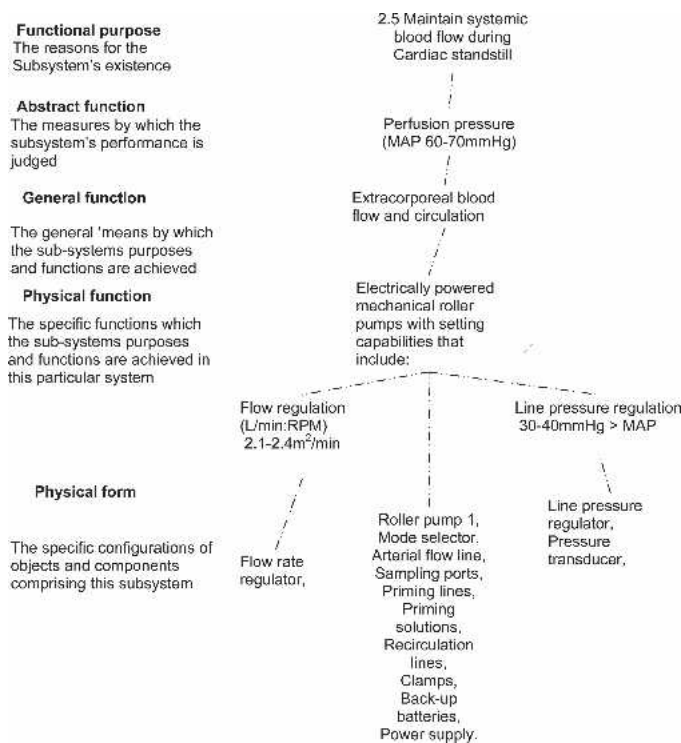 Functional purpose
The reasons for the
Subsystem's existence
2.5 Maintain systemic
blood flow during
Cardiac standstill
Abstract function
The measures by which the
subsystem's performance is
judged
Perfusion pressure
(MAP 60-70mmHg)
General function
The general 'means by which
the sub-systems purposes
and functions are achieved
Extracorporeal blood
flow and circulation
Physical function
The specific functions which
the sub-systems purposes
and functions are achieved in
this particular system
Electrically powered
mechanical roller
pumps with setting
capabilities that
include:
Flow regulation
(L/min:RPM)
2.1-2.4m²/min
Line pressure regulation
30-40mmHg > MAP
Physical form
The specific configurations of
objects and components
comprising this subsystem
Flow rate
regulator,
Roller pump 1,
Mode selector.
Arterial flow line,
Sampling ports,
Priming lines,
Priming
solutions,
Recirculation
lines,
Clamps,
Back-up
batteries,
Power supply.
Line pressure
regulator,
Pressure
transducer,